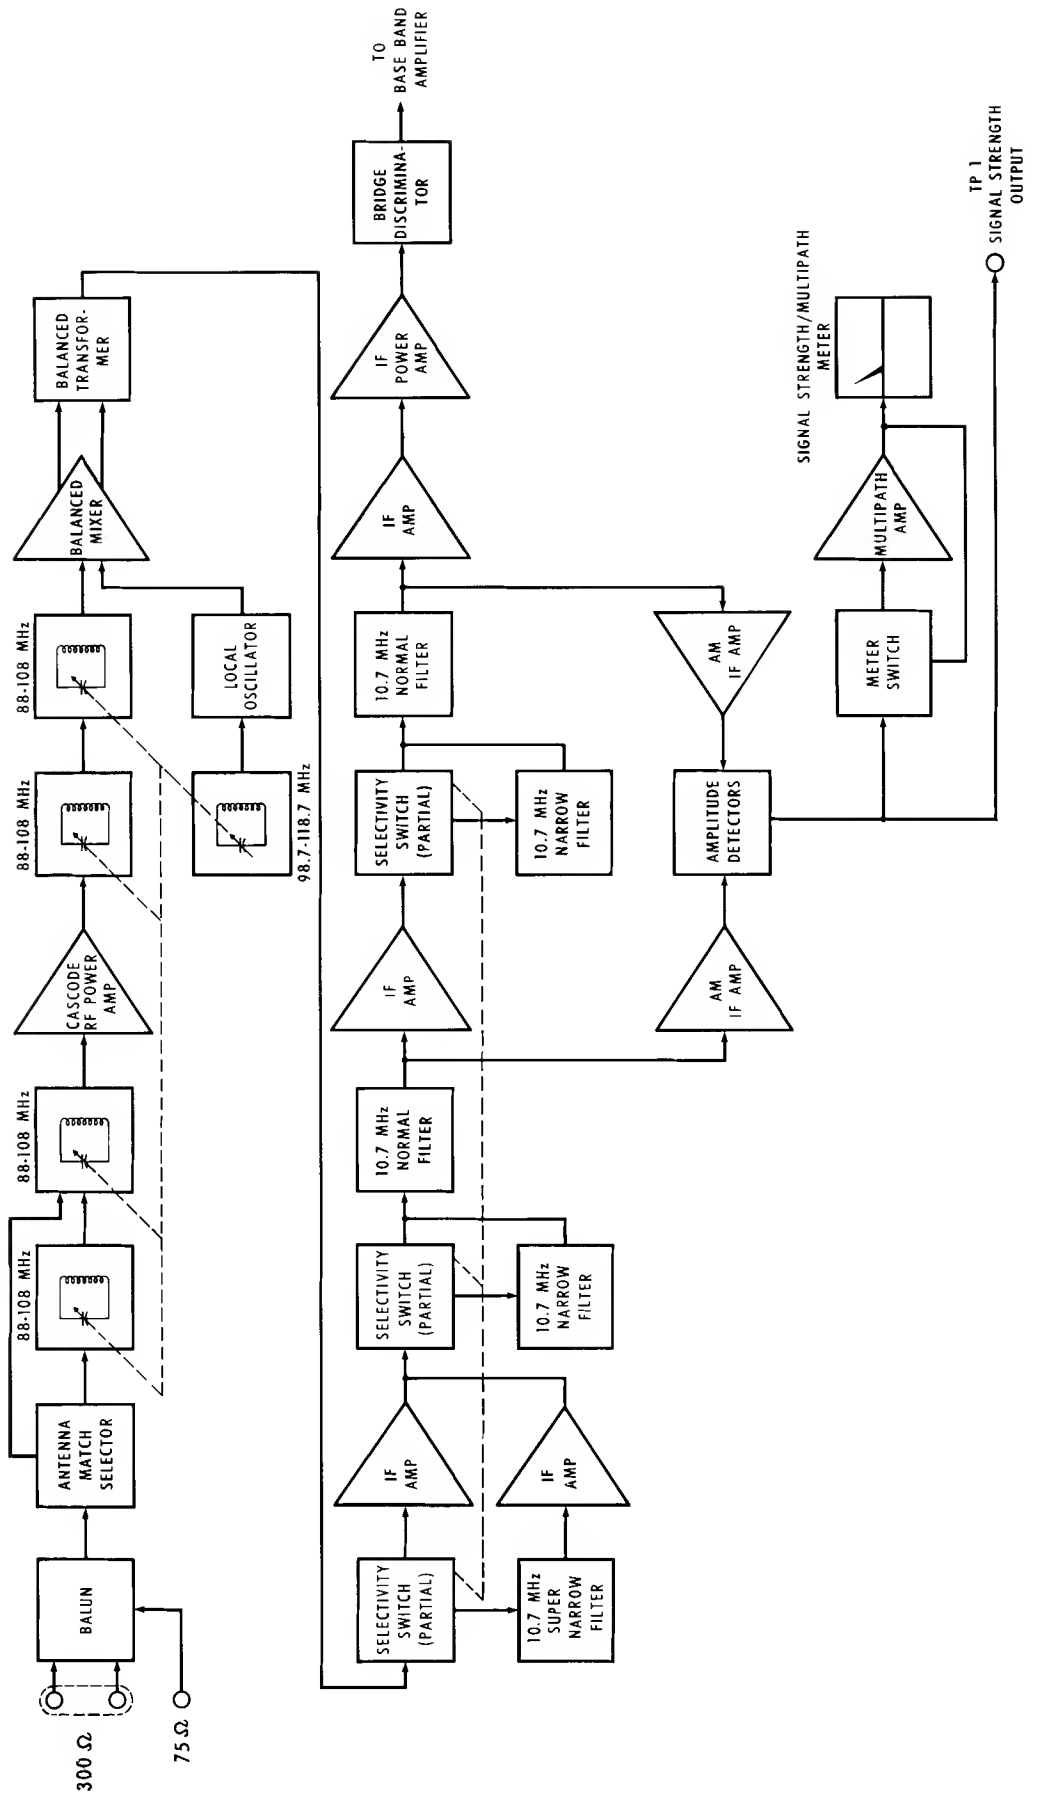 300 Ω
75 Ω
BALUN
ANTENNA
MATCH
SELECTOR
88-108 MHz
88-108 MHz
CASCODE
RF POWER
AMP
88-108 MHz
88-108 MHz
BALANCED
MIXER
BALANCED
TRANSFOR-
MER
98.7-118.7 MHz
LOCAL
OSCILLATOR
SELECTIVITY
SWITCH
(PARTIAL)
10.7 MHz
SUPER
NARROW
FILTER
IF
AMP
IF
AMP
SELECTIVITY
SWITCH
(PARTIAL)
10.7 MHz
NARROW
FILTER
10.7 MHz
NORMAL
FILTER
IF
AMP
SELECTIVITY
SWITCH
(PARTIAL)
10.7 MHz
NARROW
FILTER
10.7 MHz
NORMAL
FILTER
IF
AMP
IF
POWER
AMP
BRIDGE
DISCRIMINA-
TOR
TO
BASE BAND
AMPLIFIER
AM
IF AMP
AMPLITUDE
DETECTORS
AM
IF AMP
METER
SWITCH
MULTIPATH
AMP
SIGNAL STRENGTH/MULTIPATH
METER
TP 1
SIGNAL STRENGTH
OUTPUT